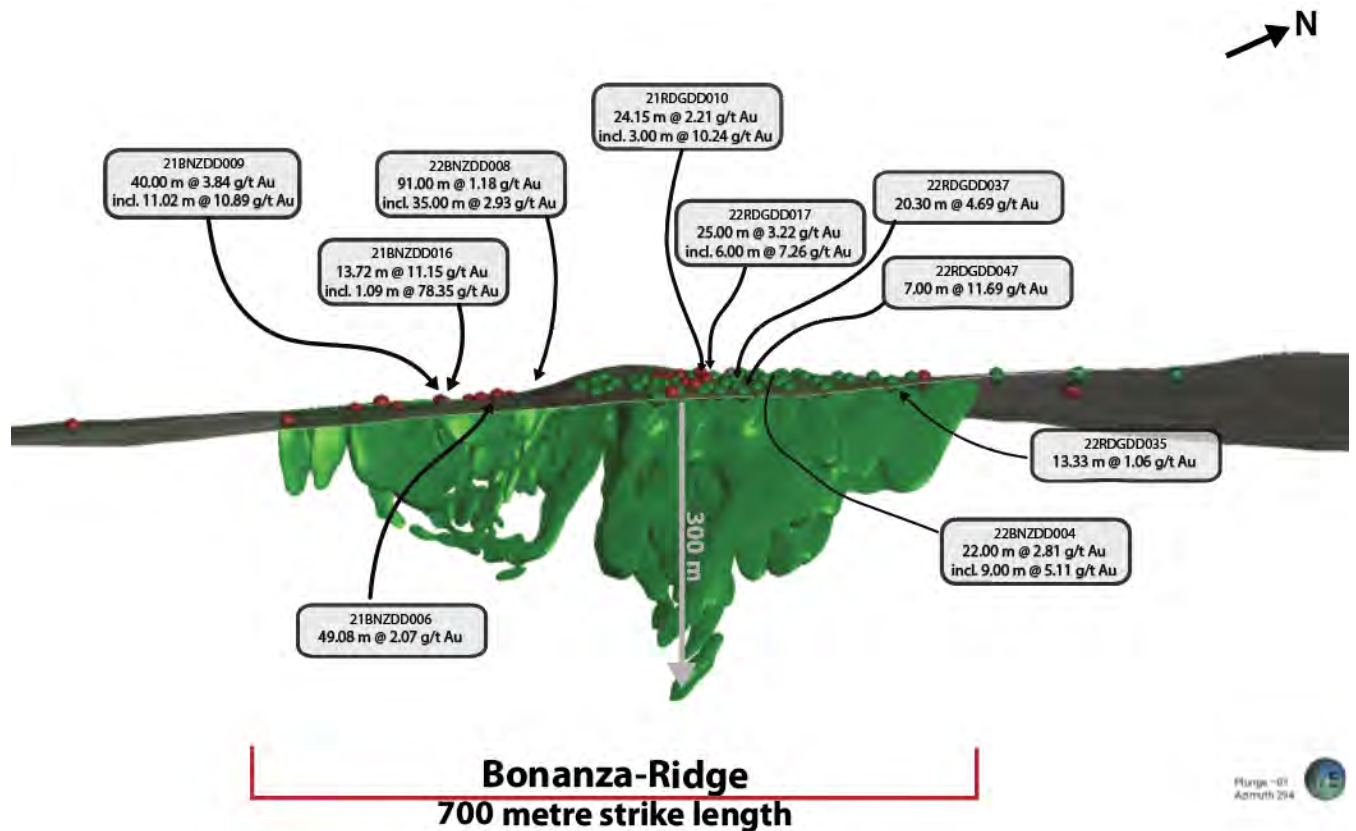 N
21RDGDD010
24.15 m @ 2.21 g/t Au
incl. 3.00 m @ 10.24 g/t Au
21BNZDD009
40.00 m @ 3.84 g/t Au
incl. 11.02 m @ 10.89 g/t Au
22BNZDD008
91.00 m @ 1.18 g/t Au
incl. 35.00 m @ 2.93 g/t Au
22RDGDD037
20.30 m @ 4.69 g/t Au
22RDGDD017
25.00 m @ 3.22 g/t Au
incl. 6.00 m @ 7.26 g/t Au
21BNZDD016
13.72 m @ 11.15 g/t Au
incl. 1.09 m @ 78.35 g/t Au
22RDGDD047
7.00 m @ 11.69 g/t Au
22RDGDD035
13.33 m @ 1.06 g/t Au
300 m
22BNZDD004
22.00 m @ 2.81 g/t Au
incl. 9.00 m @ 5.11 g/t Au
21BNZDD006
49.08 m @ 2.07 g/t Au
Bonanza-Ridge
700 metre strike length
Plunge
Azimuth 294